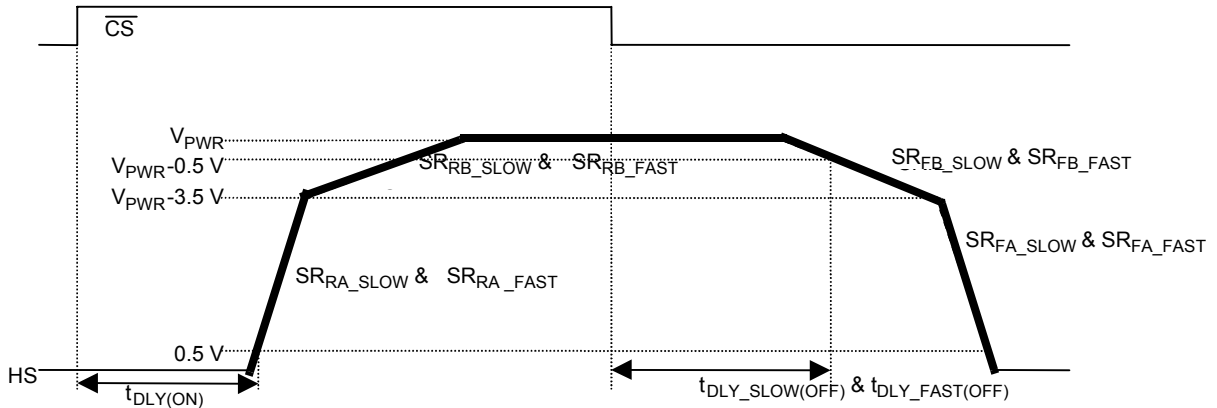 CS
VPWR
VPWR-0.5 V
SRRB_SLOW & SRRB_FAST
SRFB_SLOW & SRFB_FAST
VPWR-3.5 V
SRFA_SLOW & SRFA_FAST
SRRA_SLOW & SRRA _FAST
0.5 V
HS
tDLY(ON)
tDLY_SLOW(OFF) & tDLY_FAST(OFF)